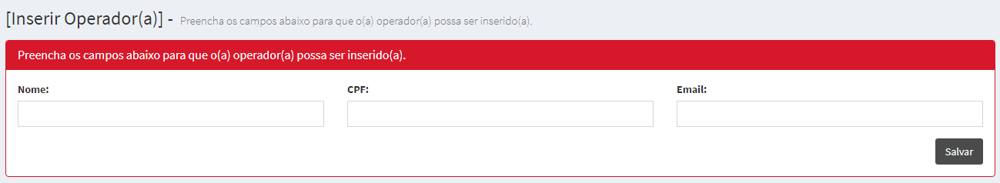 [Inserir Operador(a)] - Preencha os campos abaixo para que o(a) operador(a) possa ser inserido(a).
Preencha os campos abaixo para que o(a) operador(a) possa ser inserido(a).
Nome: CPF: Email:
Salvar